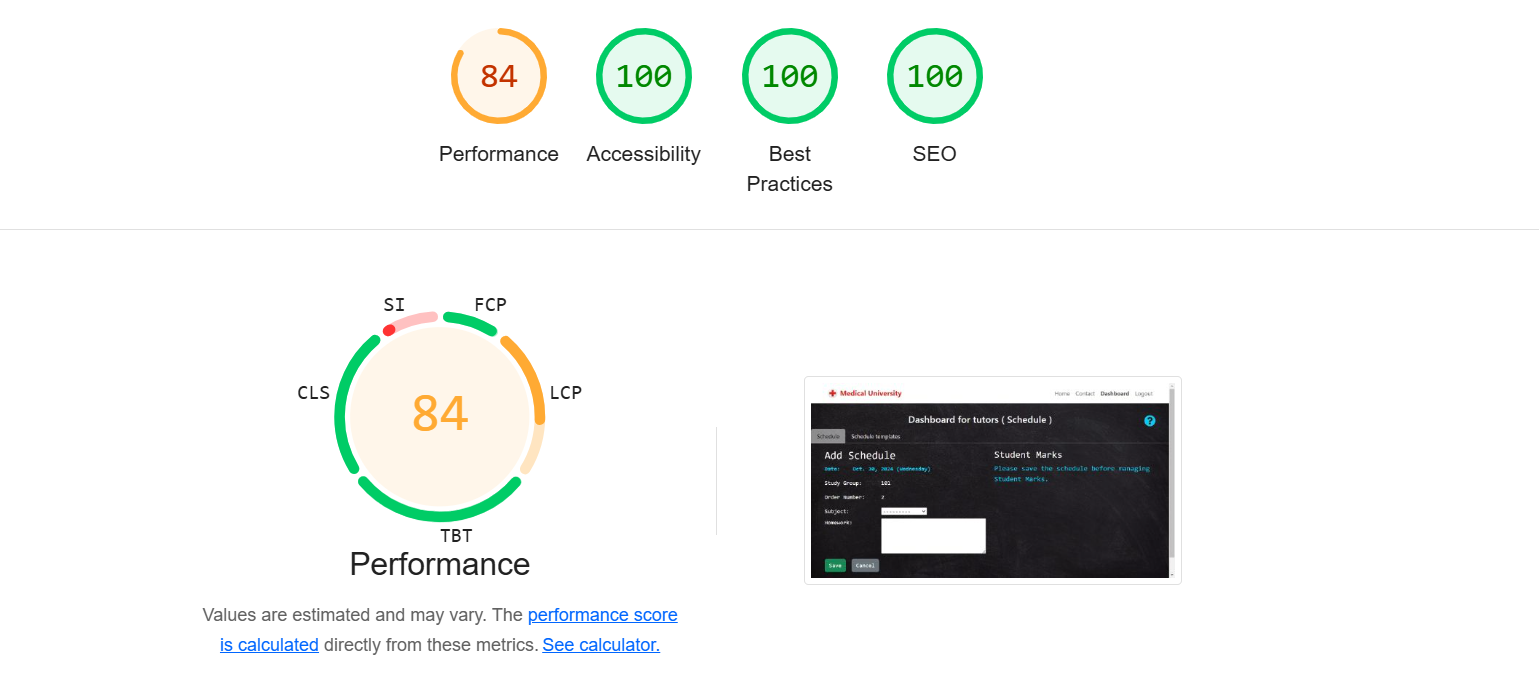 84
100
100
100
Performance
Accessibility
Best
Practices
SEO
SI
FCP
CLS
LCP
84
TBT
Performance
Values are estimated and may vary. The performance score
is calculated directly from these metrics. See calculator.
Medical University
Home Contact Dashboard Logout
Dashboard for tutors ( Schedule )
?
Schedule Schedule templates
Add Schedule
Date: Oct. 30, 2024 (Wednesday)
Study Group: 101
Order Number: 2
Subject: ---------
Homework:
Save Cancel
Student Marks
Please save the schedule before managing
Student Marks.